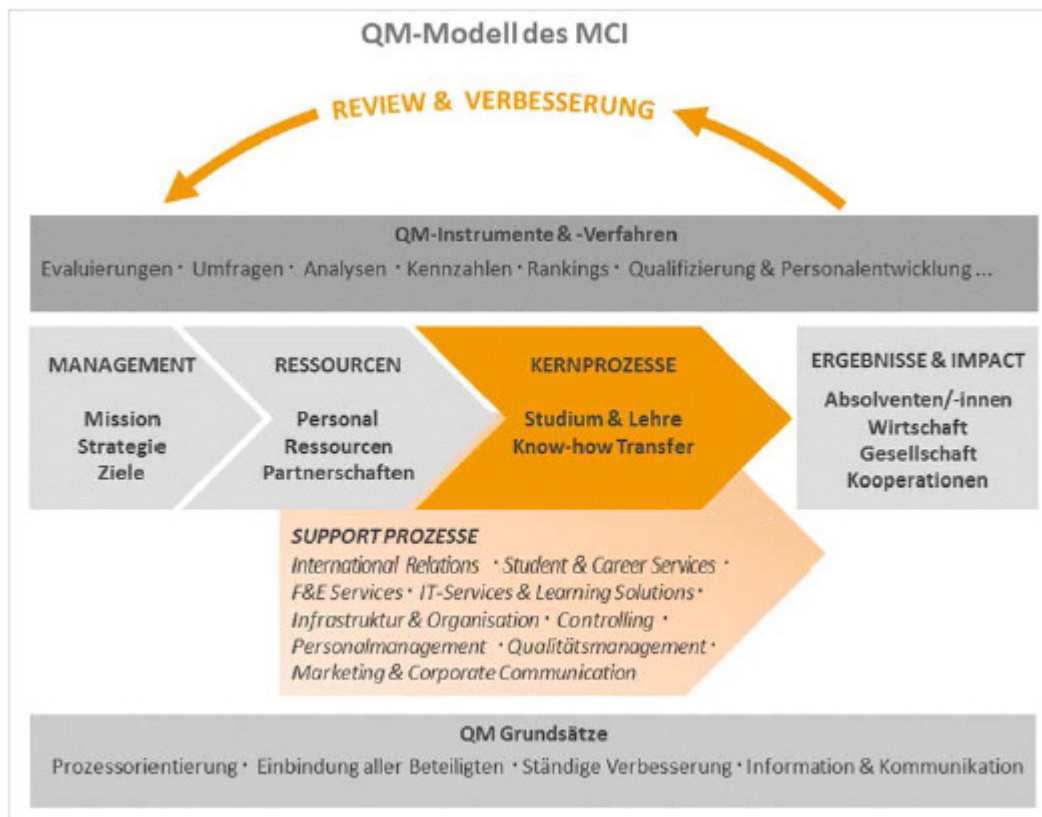 QM-Modell des MCI
REVIEW & VERBESSERUNG
QM-Instrumente & -Verfahren
Evaluierungen · Umfragen · Analysen · Kennzahlen · Rankings · Qualifizierung & Personalentwicklung ...
MANAGEMENT
Mission
Strategie
Ziele
RESSOURCEN
Personal
Ressourcen
Partnerschaften
KERNPROZESSE
Studium & Lehre
Know-how Transfer
ERGEBNISSE & IMPACT
Absolventen/-innen
Wirtschaft
Gesellschaft
Kooperationen
SUPPORT PROZESSE
International Relations · Student & Career Services ·
F&E Services · IT-Services & Learning Solutions ·
Infrastruktur & Organisation · Controlling ·
Personalmanagement · Qualitätsmanagement ·
Marketing & Corporate Communication
QM Grundsätze
Prozessorientierung · Einbindung aller Beteiligten · Ständige Verbesserung · Information & Kommunikation